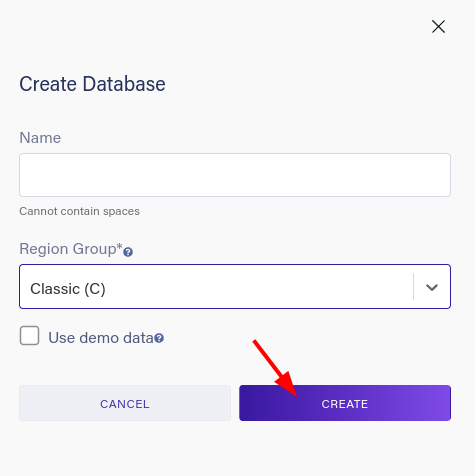 Create Database
Name
Cannot contain spaces
Region Group*?
Classic (C)
Use demo data?
CANCEL
CREATE